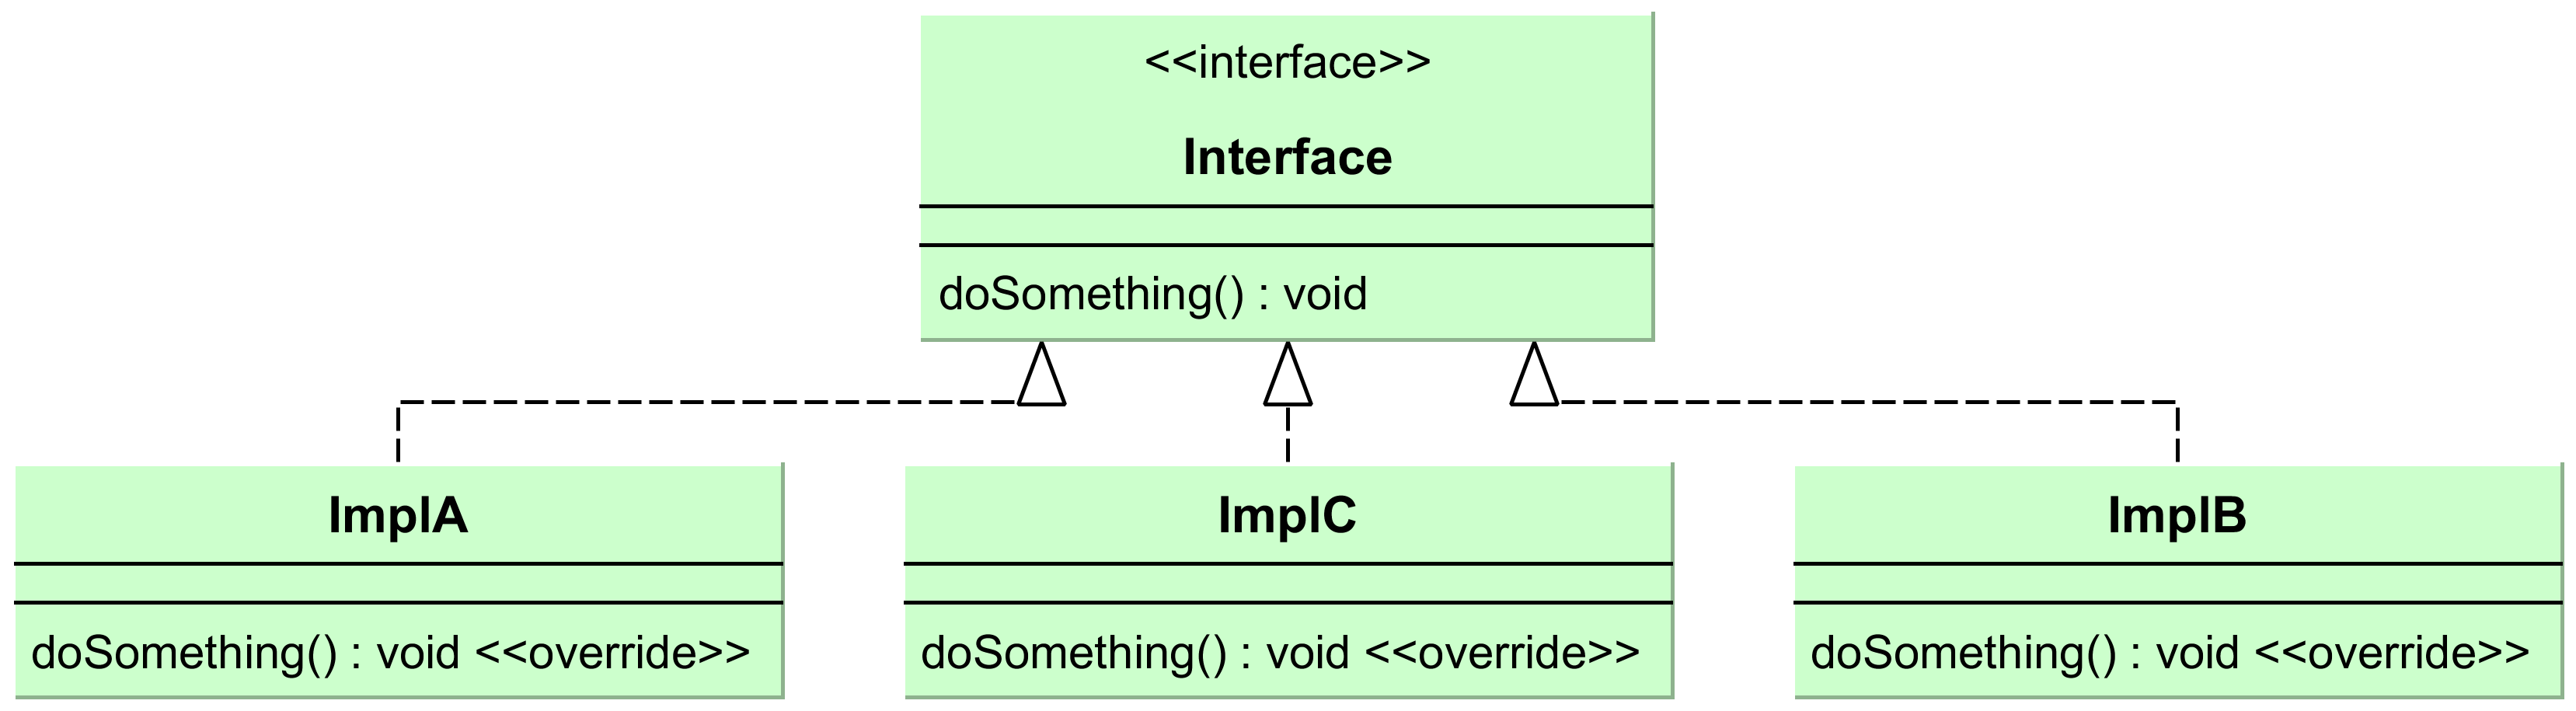 <<interface>>
Interface
doSomething() : void
ImplA
doSomething() : void <<override>>
ImplC
doSomething() : void <<override>>
ImplB
doSomething() : void <<override>>